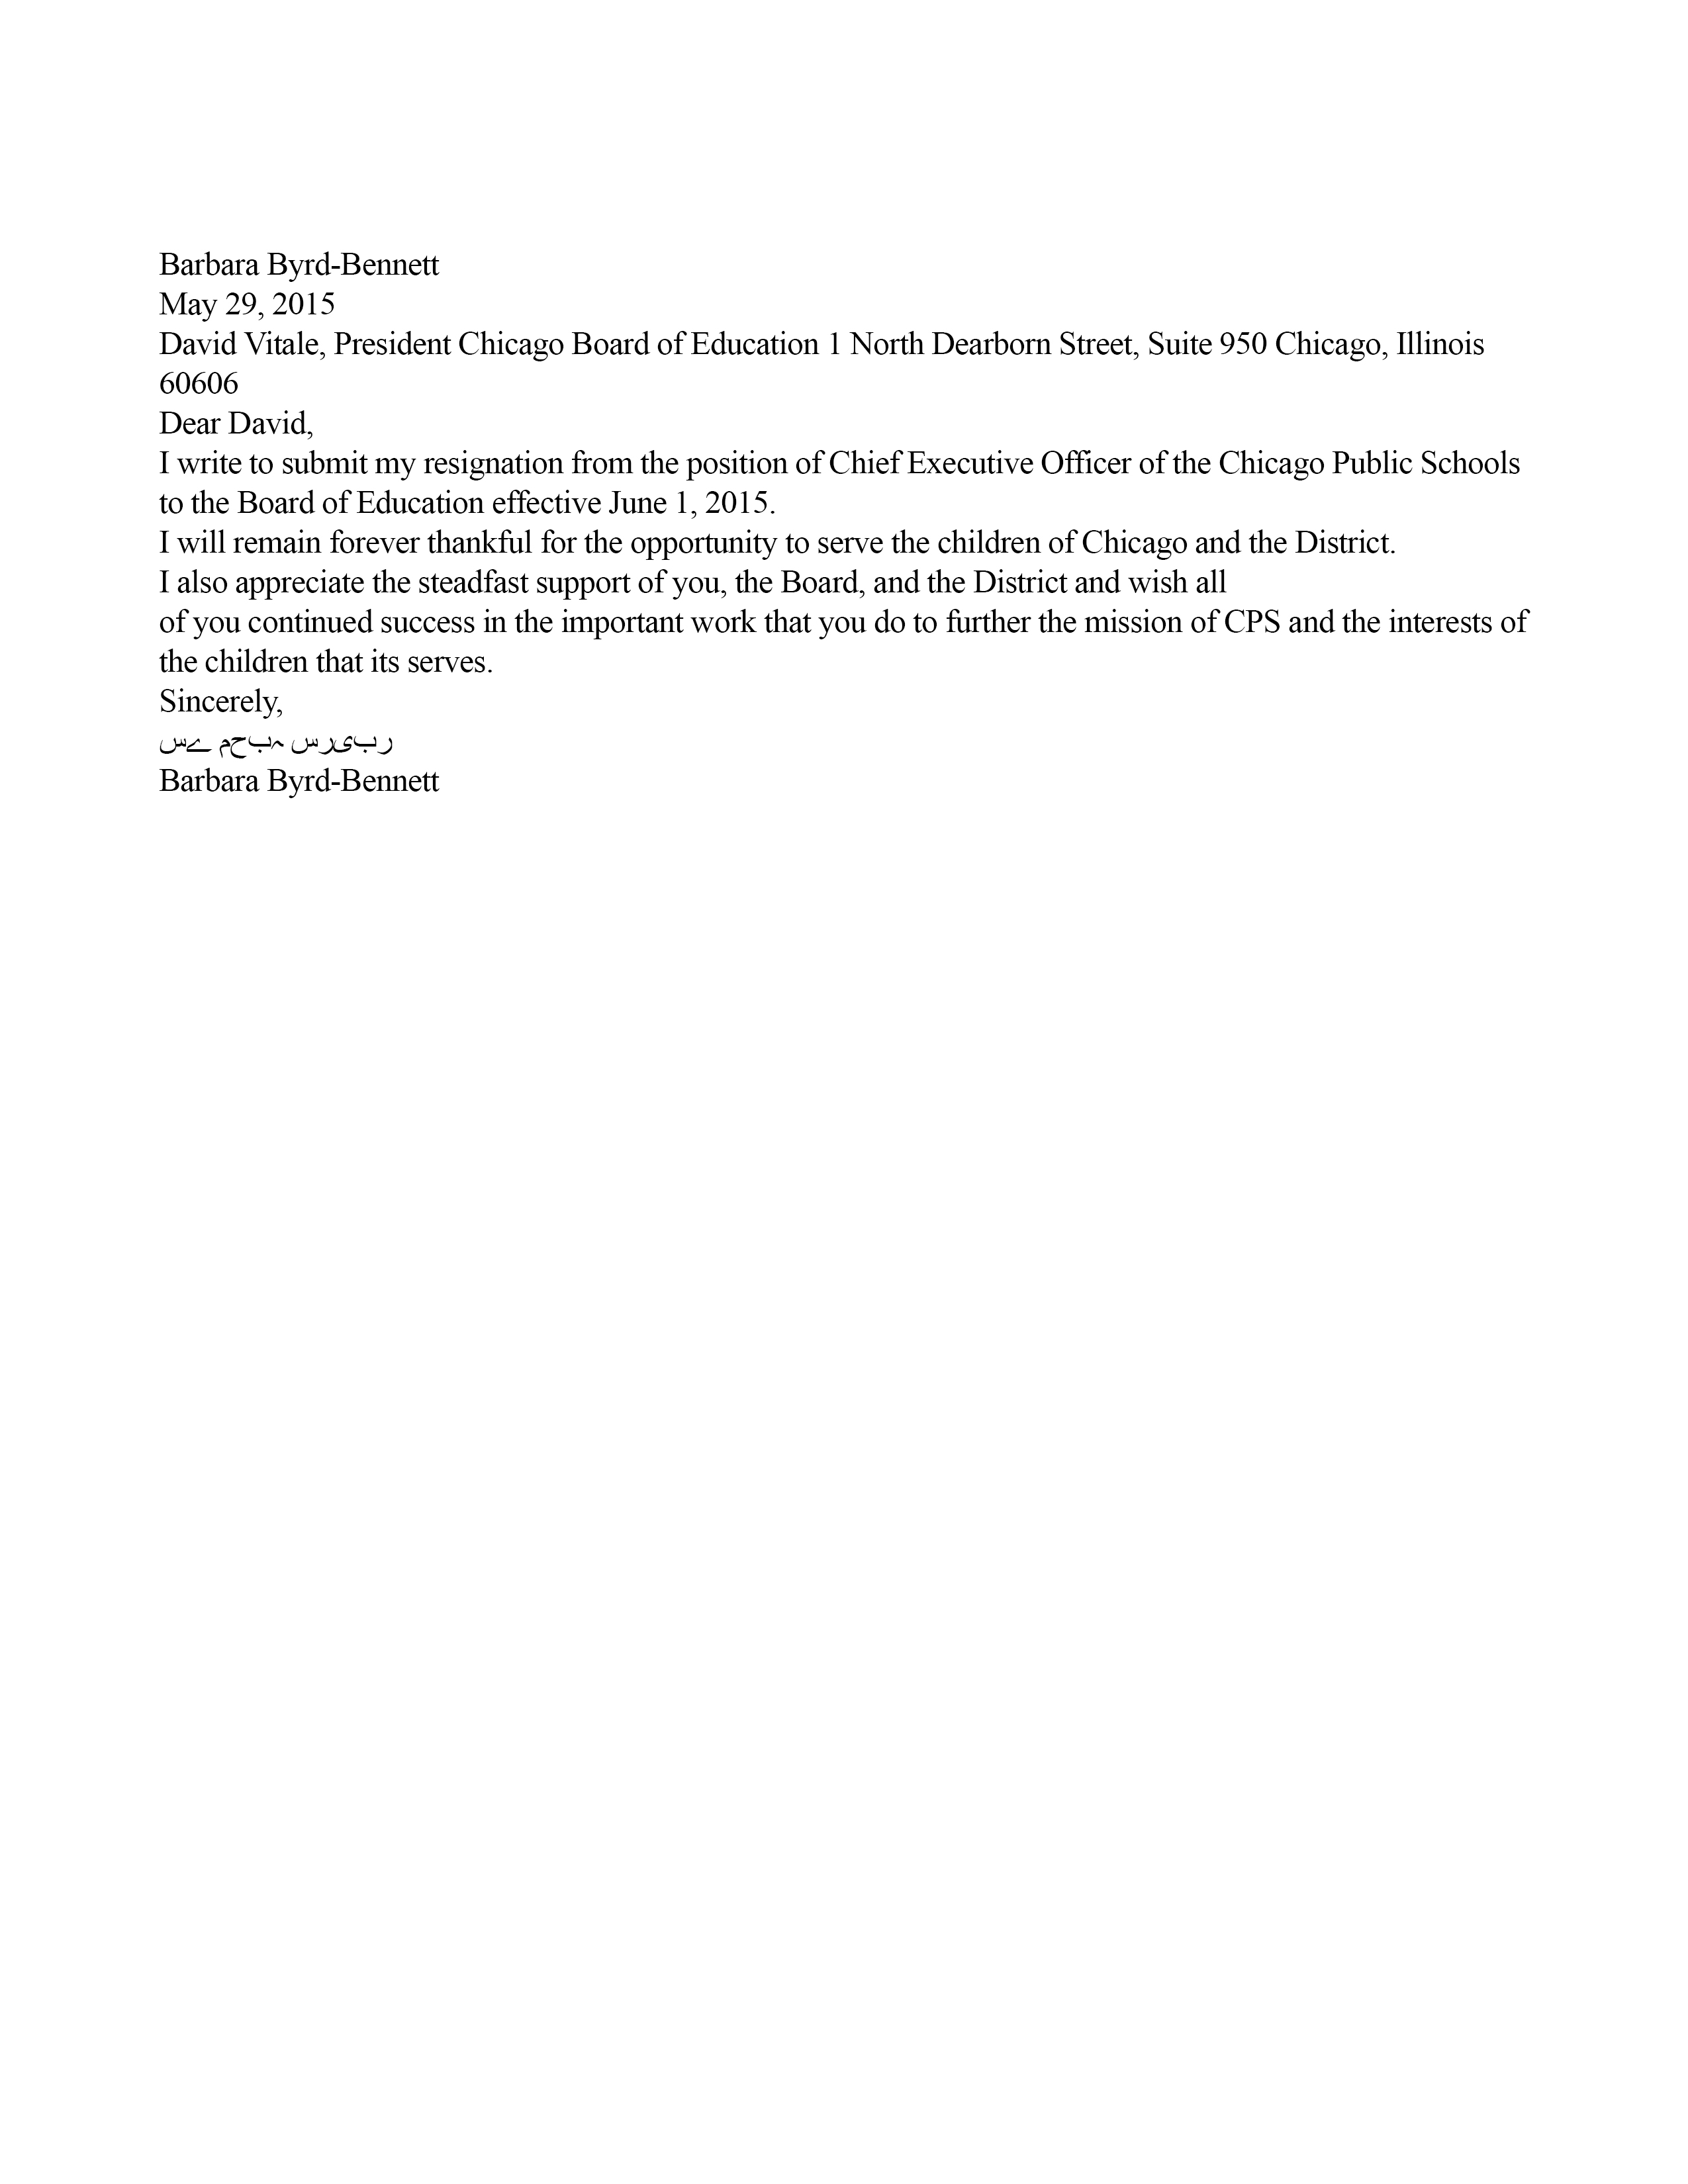 Barbara Byrd-Bennett
May 29, 2015
David Vitale, President Chicago Board of Education 1 North Dearborn Street, Suite 950 Chicago, Illinois
60606
Dear David,
I write to submit my resignation from the position of Chief Executive Officer of the Chicago Public Schools
to the Board of Education effective June 1, 2015.
I will remain forever thankful for the opportunity to serve the children of Chicago and the District.
I also appreciate the steadfast support of you, the Board, and the District and wish all
of you continued success in the important work that you do to further the mission of CPS and the interests of
the children that its serves.
Sincerely,
ربیرس ہبحم ےس
Barbara Byrd-Bennett